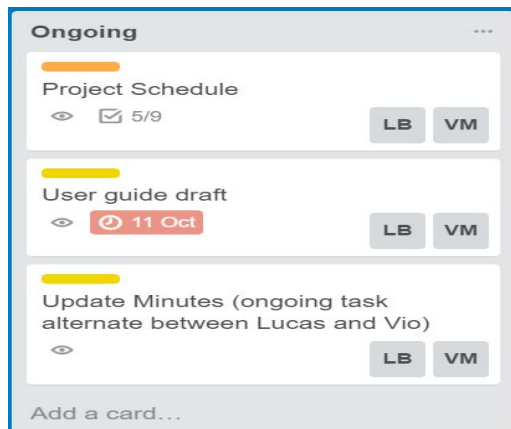 Ongoing ...
Project Schedule
5/9
LB VM
User guide draft
11 Oct
LB VM
Update Minutes (ongoing task
alternate between Lucas and Vio)
LB VM
Add a card...